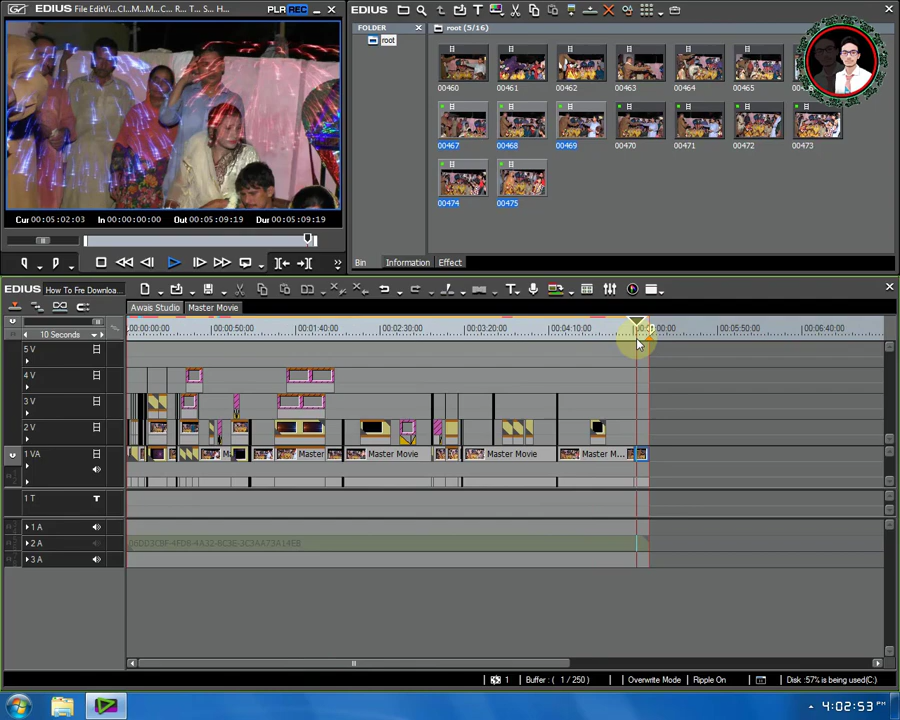 EDIUS File EditVi...Cl...M...M...C...R... T... S...H... PLR REC
Cur 00:05:02:03 In 00:00:00:00 Out 00:05:09:19 Dur 00:05:09:19
EDIUS
FOLDER
root
root (5/16)
00460 00461 00462 00463 00464 00465
00467 00468 00469 00470 00471 00472 00473
00474 00475
Bin Information Effect
EDIUS How To Fre Downloa...
Awais Studio Master Movie
10 Seconds
00:00:00:00 00:00:50:00 00:01:40:00 00:02:30:00 00:03:20:00 00:04:10:00 00:05:50:00 00:06:40:00
5 V
4 V
3 V
2 V
1 VA
Master Master Movie Master Movie Master M...
1 T T
1 A
2 A
3 A
1 Buffer : ( 1 / 250 ) Overwrite Mode Ripple On Disk :57% is being used(C:)
4:02:53 PM